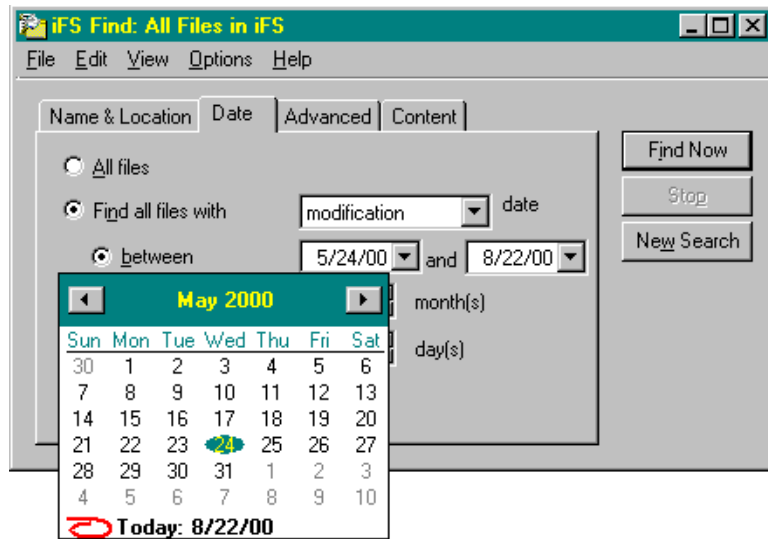 iFS Find: All Files in iFS
File Edit View Options Help
Name & Location Date Advanced Content
All files
Find all files with modification date
between 5/24/00 and 8/22/00
month(s)
day(s)
Find Now
Stop
New Search
May 2000
Sun Mon Tue Wed Thu Fri Sat
30 1 2 3 4 5 6
7 8 9 10 11 12 13
14 15 16 17 18 19 20
21 22 23 24 25 26 27
28 29 30 31 1 2 3
4 5 6 7 8 9 10
Today: 8/22/00